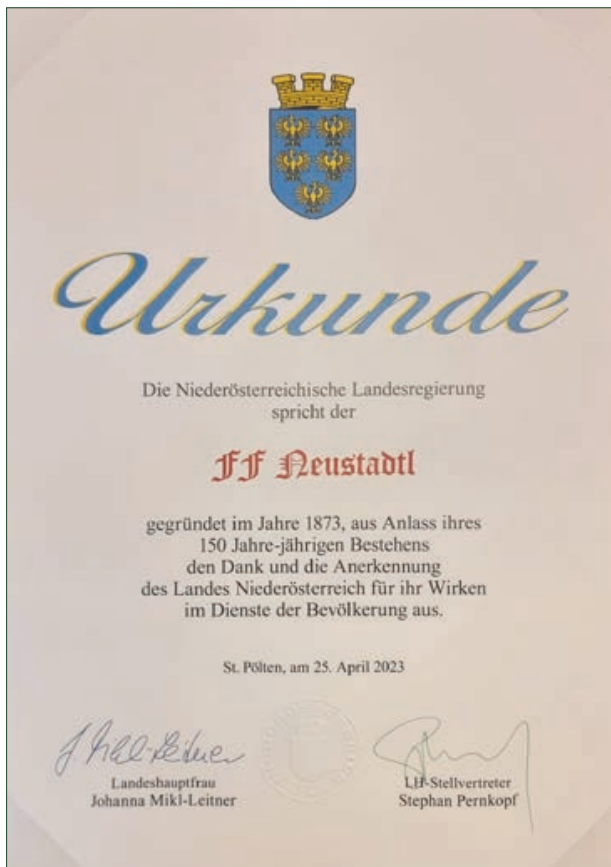 Urkunde
Die Niederösterreichische Landesregierung
spricht der
FF Neustadtl
gegründet im Jahre 1873, aus Anlass ihres
150 Jahre-jährigen Bestehens
den Dank und die Anerkennung
des Landes Niederösterreich für ihr Wirken
im Dienste der Bevölkerung aus.
St. Pölten, am 25. April 2023
J. Mikl-Leitner
Landeshauptfrau
Johanna Mikl-Leitner
LH-Stellvertreter
Stephan Pernkopf